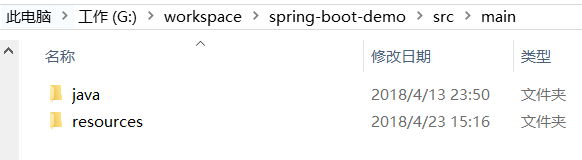 此电脑 › 工作 (G:) › workspace › spring-boot-demo › src › main
名称 修改日期 类型
java 2018/4/13 23:50 文件夹
resources 2018/4/23 15:16 文件夹